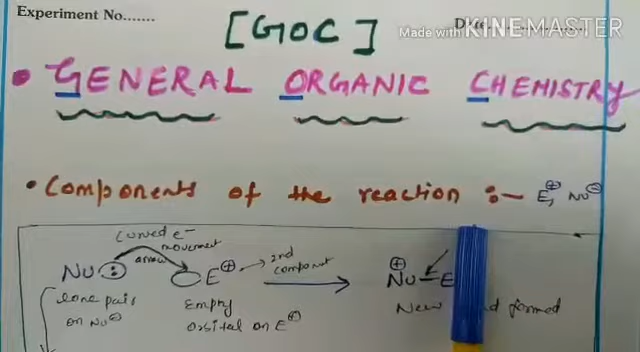 Experiment No.......
Date
Made with KINEMASTER
[GOC]
• GENERAL ORGANIC CHEMISTRY
• Components of the reaction :- E⊕, Nu⊖
curved e-
movement
arrow
Nu: E⊕ → 2nd component → ⊕Nu-E
lone pair on Nu⊖
Empty orbital on E⊕
New formed